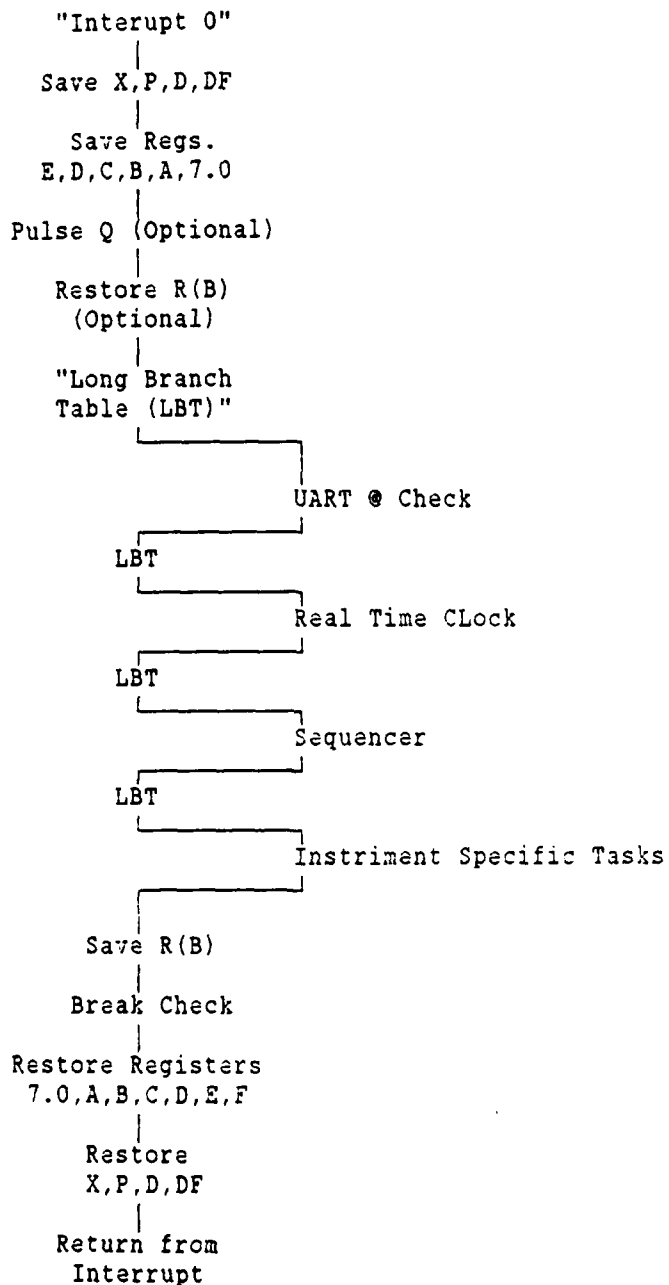 "Interupt 0"
Save X,P,D,DF
Save Regs.
E,D,C,B,A,7.0
Pulse Q (Optional)
Restore R(B)
(Optional)
"Long Branch
Table (LBT)"
UART @ Check
LBT
Real Time CLock
LBT
Sequencer
LBT
Instriment Specific Tasks
Save R(B)
Break Check
Restore Registers
7.0,A,B,C,D,E,F
Restore
X,P,D,DF
Return from
Interrupt